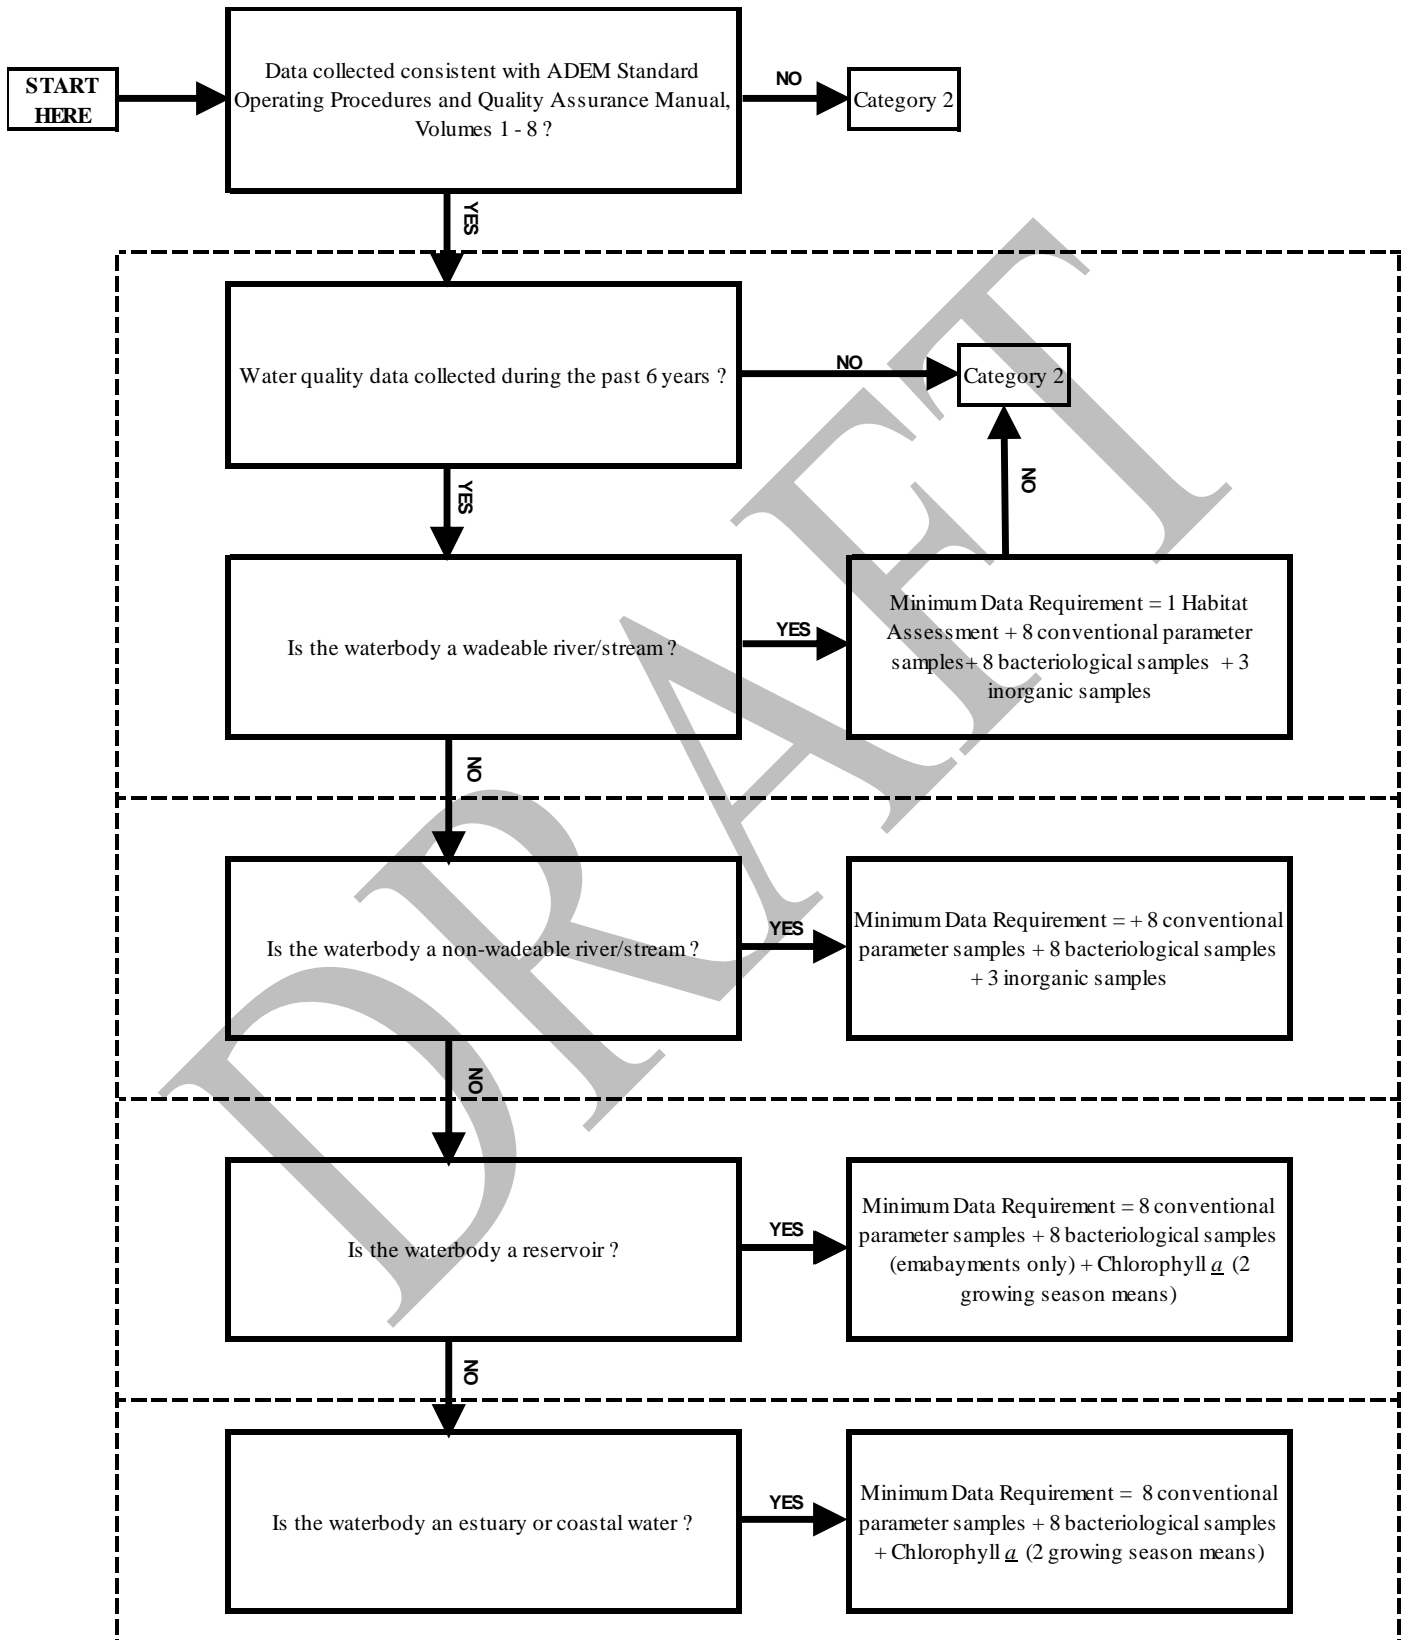 START
HERE
Data collected consistent with ADEM Standard
Operating Procedures and Quality Assurance Manual,
Volumes 1 - 8 ?
NO
Category 2
YES
Water quality data collected during the past 6 years ?
NO
Category 2
YES
NO
Is the waterbody a wadeable river/stream ?
YES
Minimum Data Requirement = 1 Habitat
Assessment + 8 conventional parameter
samples+ 8 bacteriological samples + 3
inorganic samples
NO
Is the waterbody a non-wadeable river/stream ?
YES
Minimum Data Requirement = + 8 conventional
parameter samples + 8 bacteriological samples
+ 3 inorganic samples
NO
Is the waterbody a reservoir ?
YES
Minimum Data Requirement = 8 conventional
parameter samples + 8 bacteriological samples
(emabayments only) + Chlorophyll a (2
growing season means)
NO
Is the waterbody an estuary or coastal water ?
YES
Minimum Data Requirement = 8 conventional
parameter samples + 8 bacteriological samples
+ Chlorophyll a (2 growing season means)
DRAFT